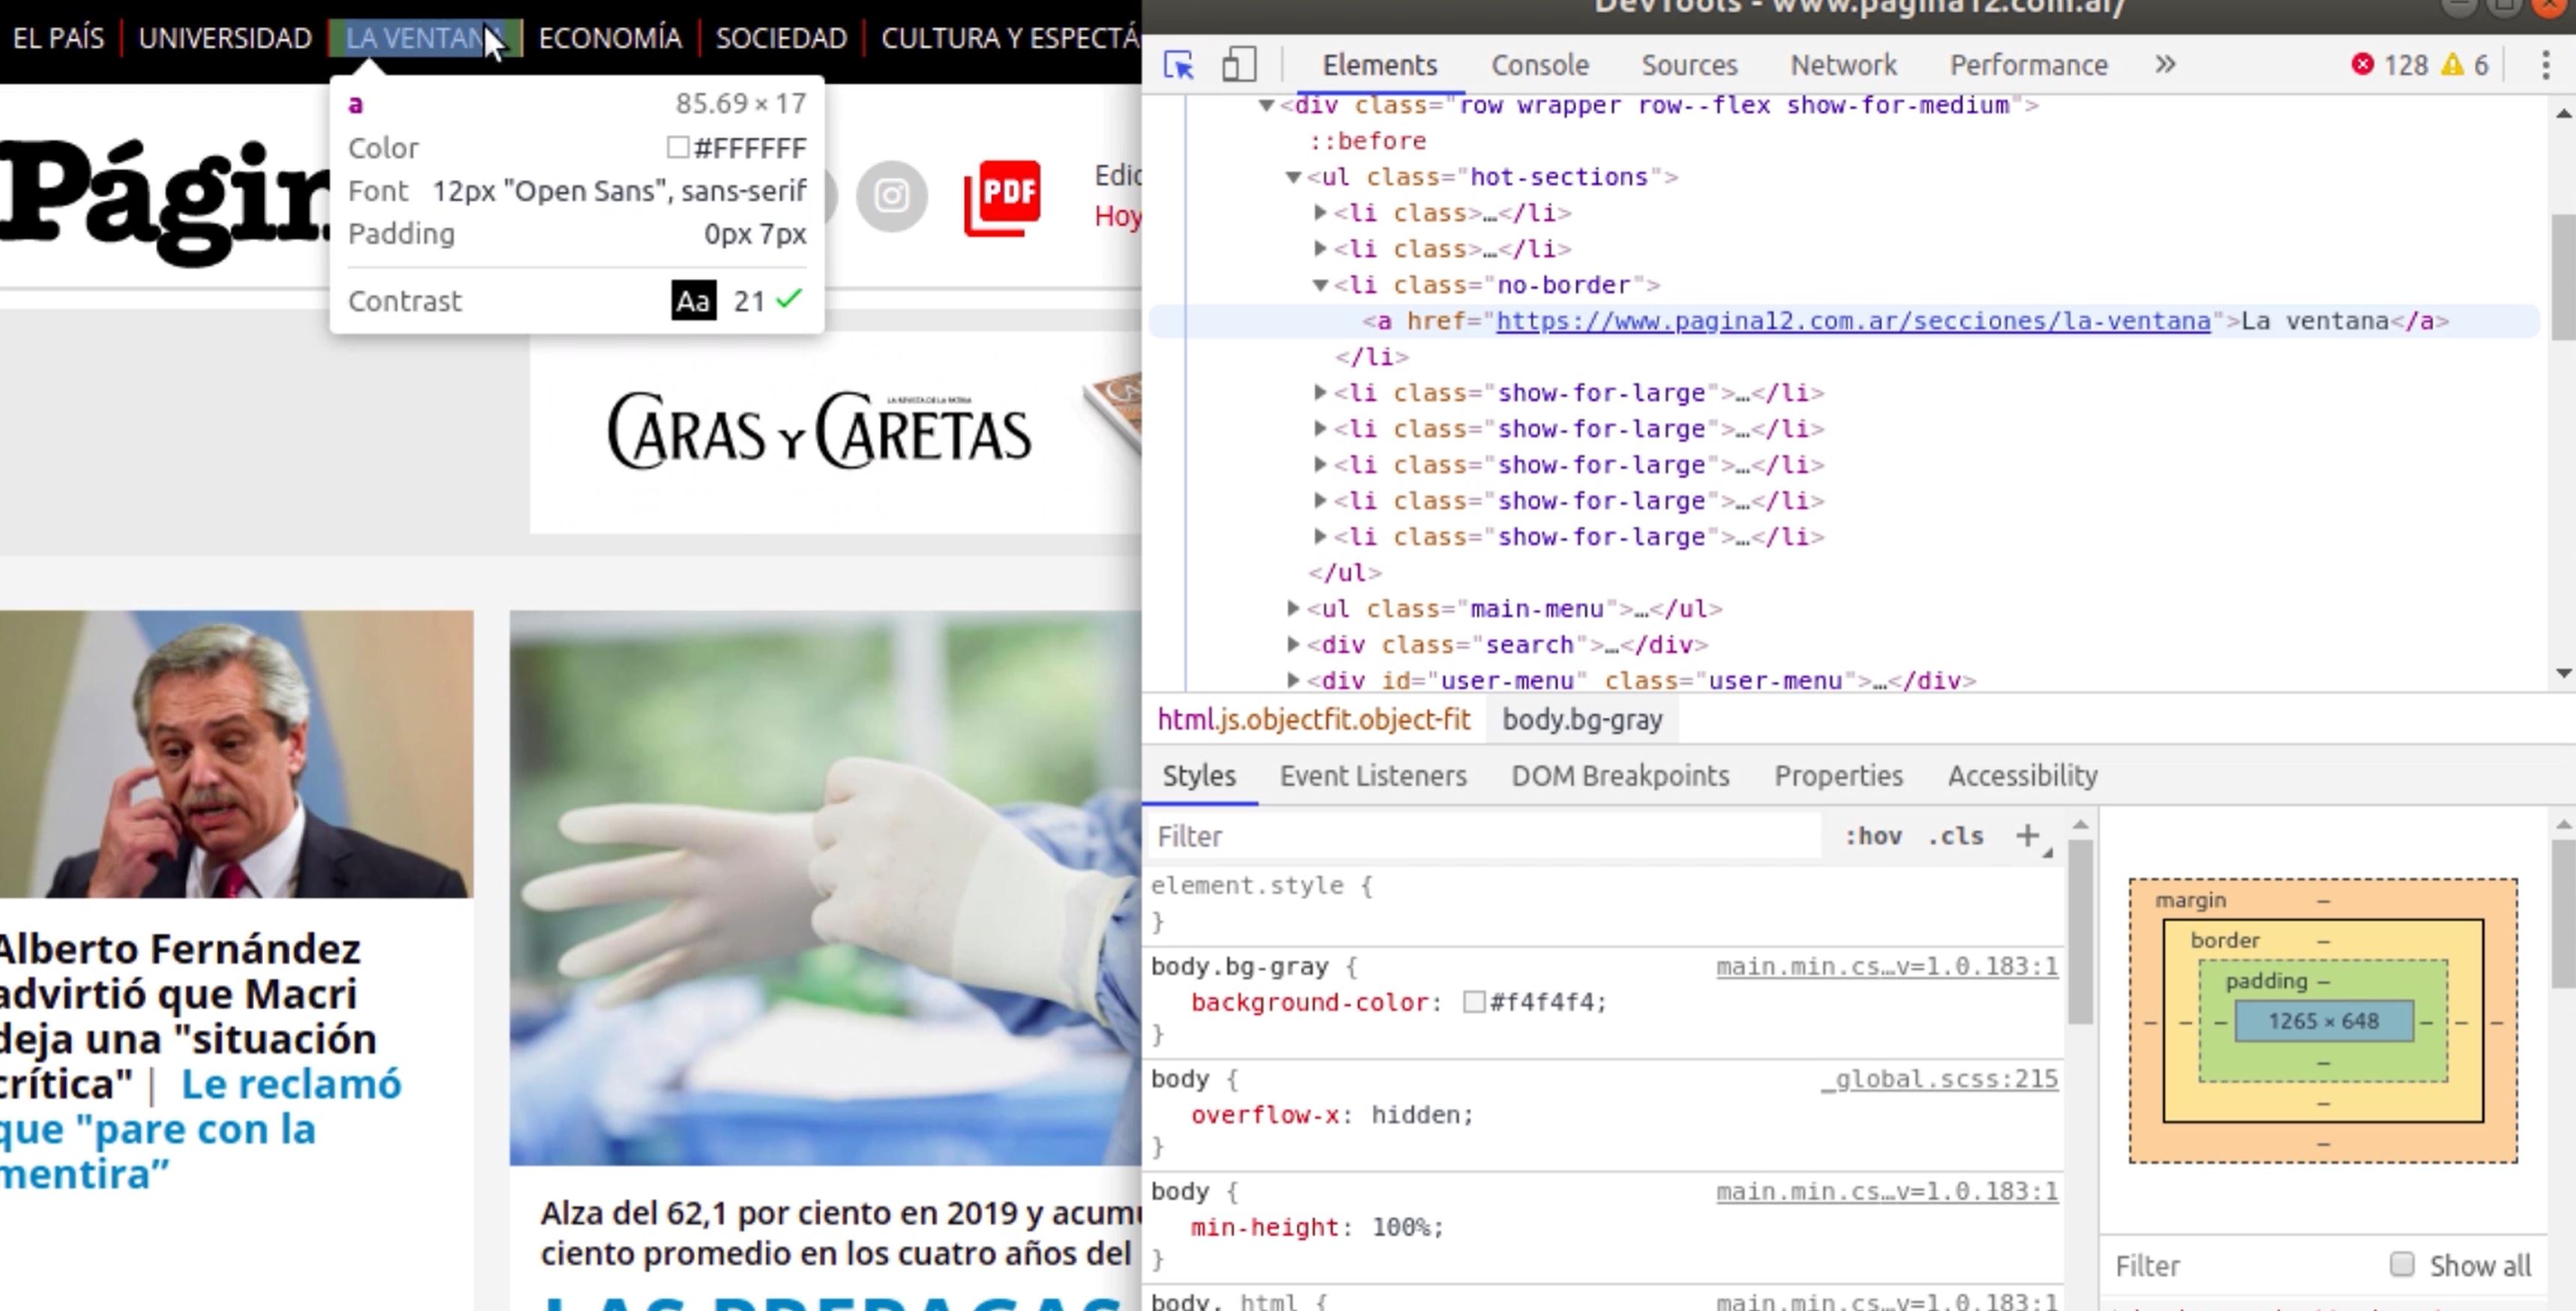 EL PAÍS UNIVERSIDAD LA VENTANA ECONOMÍA SOCIEDAD CULTURA Y ESPECTÁ
a 85.69 × 17
Color #FFFFFF
Font 12px "Open Sans", sans-serif
Padding 0px 7px
Contrast Aa 21
Págin
PDF
Edic
Hoy
CARAS Y CARETAS
Alberto Fernández
advirtió que Macri
deja una "situación
crítica" | Le reclamó
que "pare con la
mentira”
Alza del 62,1 por ciento en 2019 y acumu
ciento promedio en los cuatro años del
LAS PREPAGAS
DevTools - www.pagina12.com.ar/
Elements Console Sources Network Performance » 128 6
<div class="row wrapper row--flex show-for-medium">
::before
<ul class="hot-sections">
<li class>…</li>
<li class>…</li>
<li class="no-border">
<a href="https://www.pagina12.com.ar/secciones/la-ventana">La ventana</a>
</li>
<li class="show-for-large">…</li>
<li class="show-for-large">…</li>
<li class="show-for-large">…</li>
<li class="show-for-large">…</li>
<li class="show-for-large">…</li>
</ul>
<ul class="main-menu">…</ul>
<div class="search">…</div>
<div id="user-menu" class="user-menu">…</div>
html.js.objectfit.object-fit body.bg-gray
Styles Event Listeners DOM Breakpoints Properties Accessibility
Filter :hov .cls +
element.style {
}
body.bg-gray { main.min.cs…v=1.0.183:1
background-color: #f4f4f4;
}
body { _global.scss:215
overflow-x: hidden;
}
body { main.min.cs…v=1.0.183:1
min-height: 100%;
}
body, html { main.min.cs…v=1.0.183:1
margin –
border –
padding –
– – – 1265 × 648 – – –
–
–
–
Filter Show all